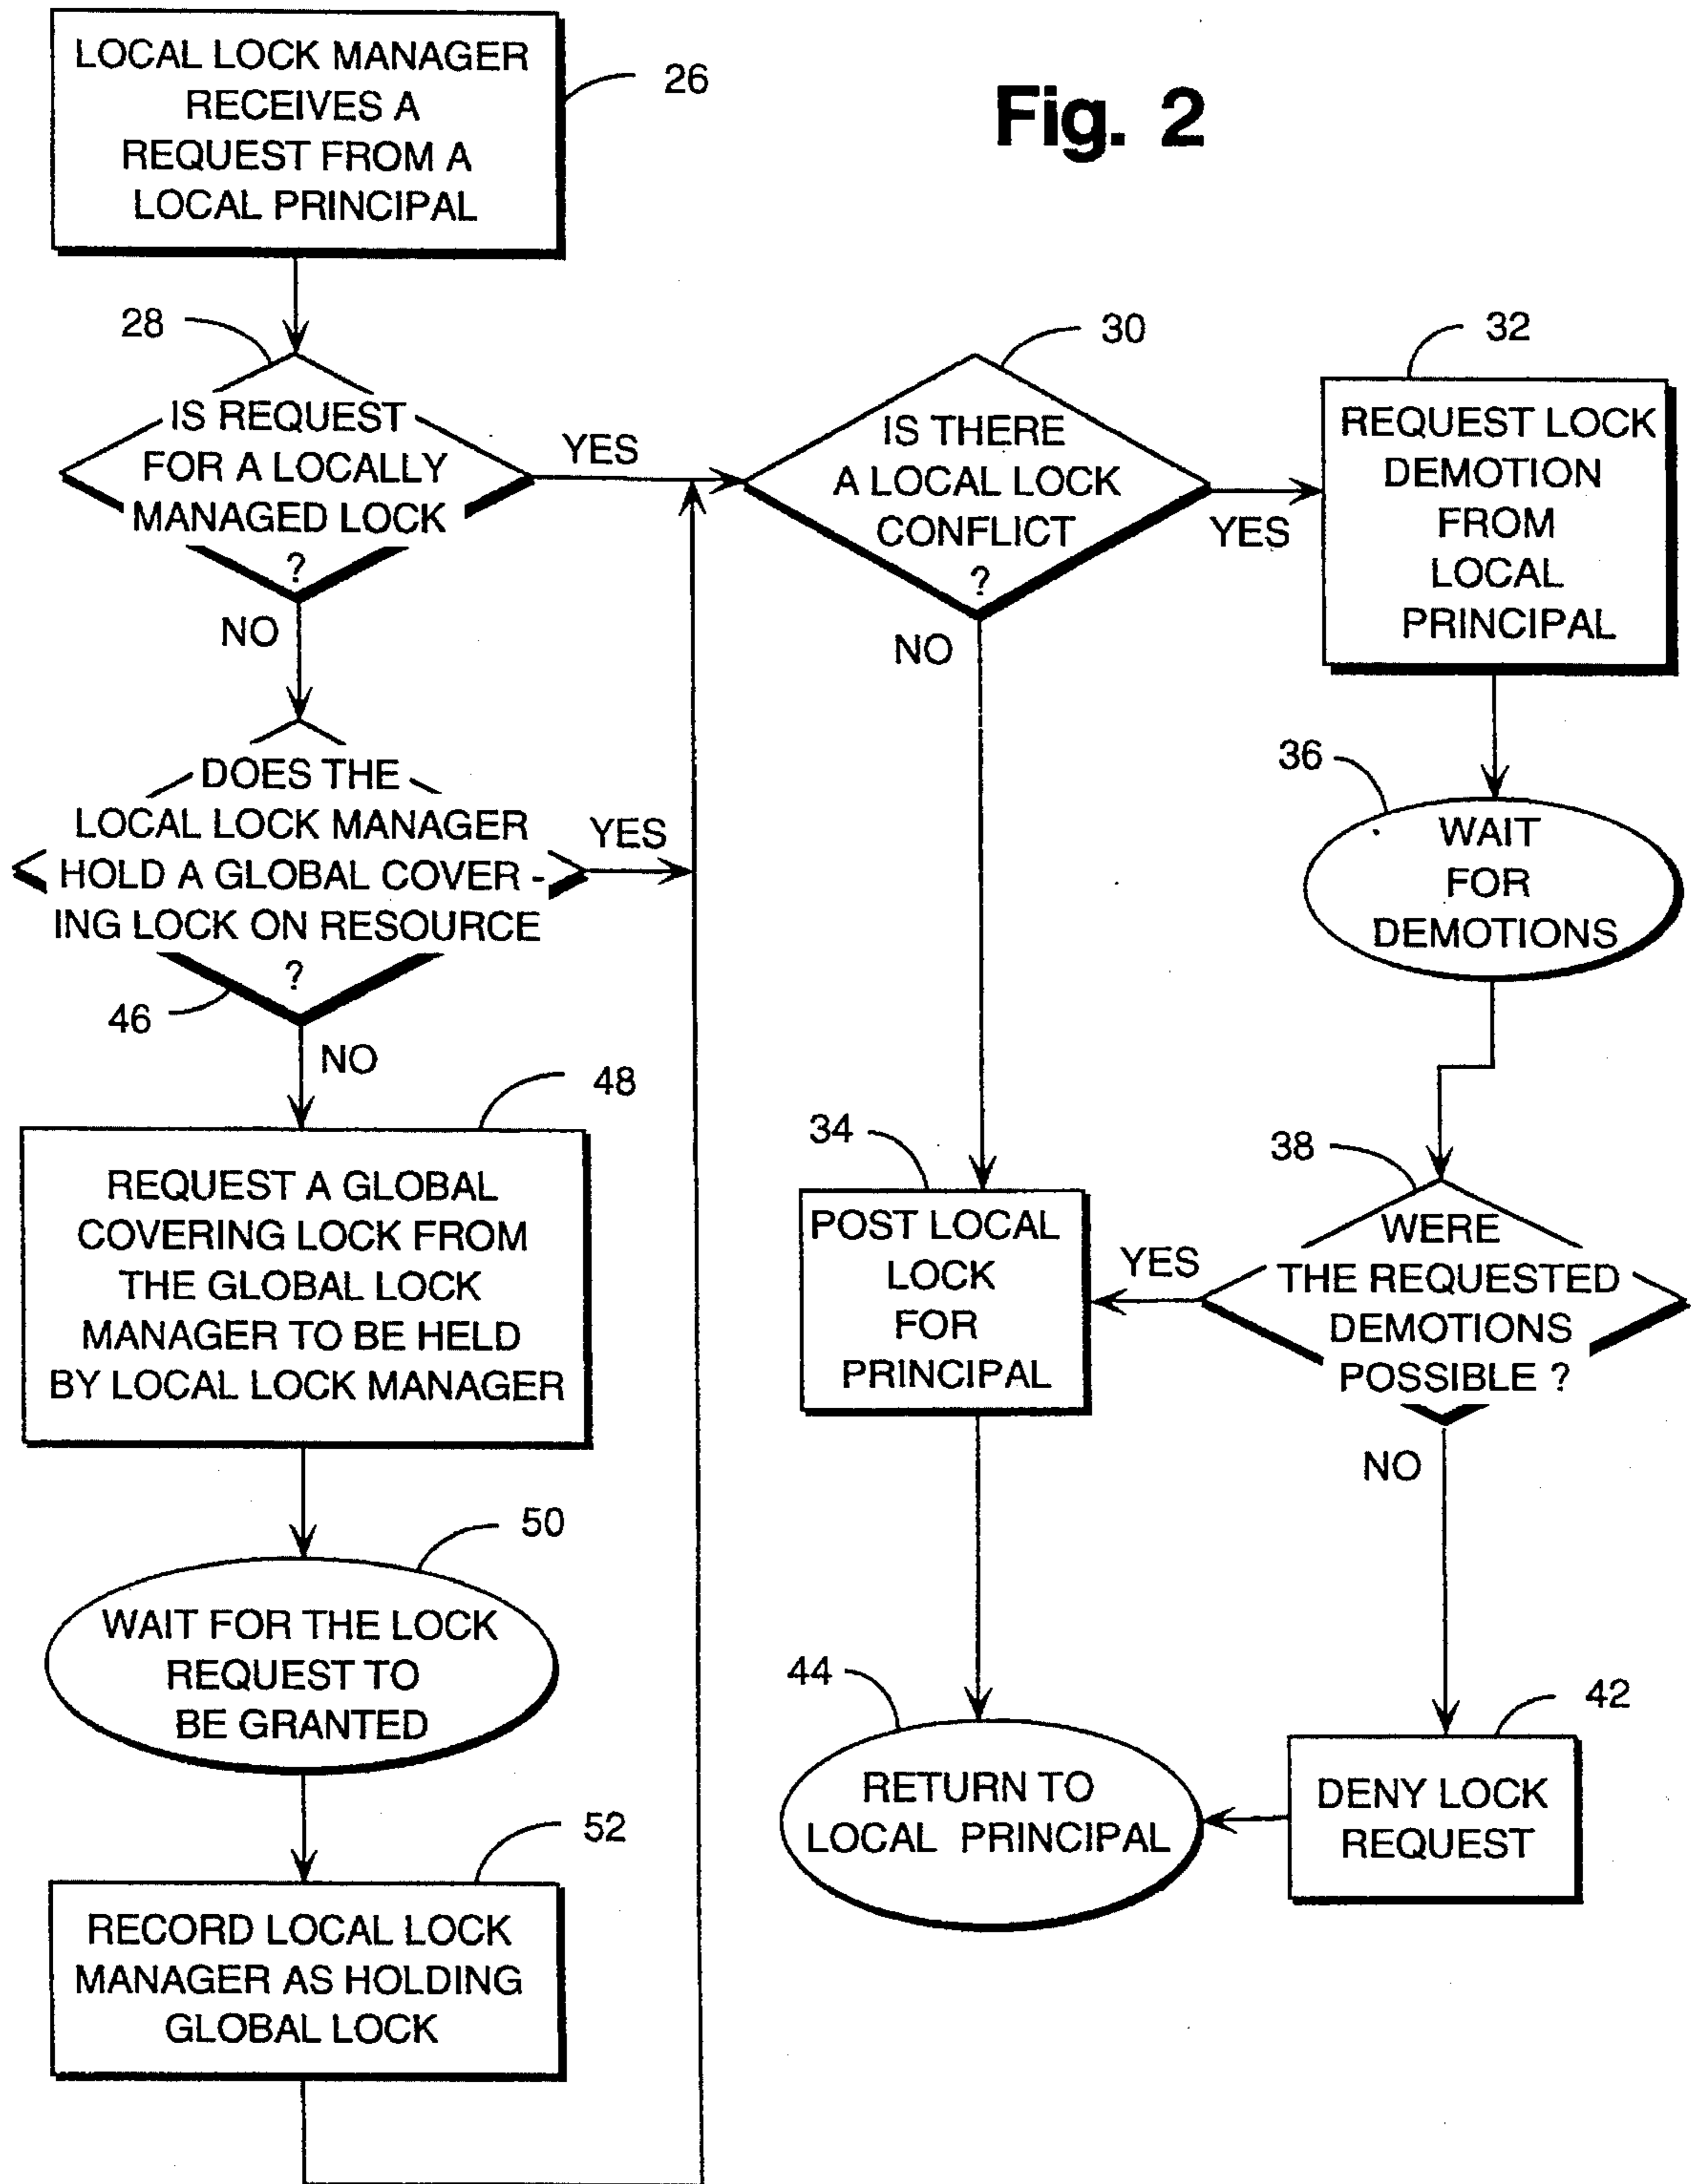 LOCAL LOCK MANAGER
RECEIVES A
REQUEST FROM A
LOCAL PRINCIPAL
26
Fig. 2
28
IS REQUEST
FOR A LOCALLY
MANAGED LOCK
?
YES
NO
30
IS THERE
A LOCAL LOCK
CONFLICT
?
YES
NO
32
REQUEST LOCK
DEMOTION
FROM
LOCAL
PRINCIPAL
36
WAIT
FOR
DEMOTIONS
DOES THE
LOCAL LOCK MANAGER
HOLD A GLOBAL COVER -
ING LOCK ON RESOURCE
?
YES
46
NO
48
REQUEST A GLOBAL
COVERING LOCK FROM
THE GLOBAL LOCK
MANAGER TO BE HELD
BY LOCAL LOCK MANAGER
34
POST LOCAL
LOCK
FOR
PRINCIPAL
38
WERE
THE REQUESTED
DEMOTIONS
POSSIBLE ?
YES
NO
50
WAIT FOR THE LOCK
REQUEST TO
BE GRANTED
44
RETURN TO
LOCAL PRINCIPAL
42
DENY LOCK
REQUEST
52
RECORD LOCAL LOCK
MANAGER AS HOLDING
GLOBAL LOCK